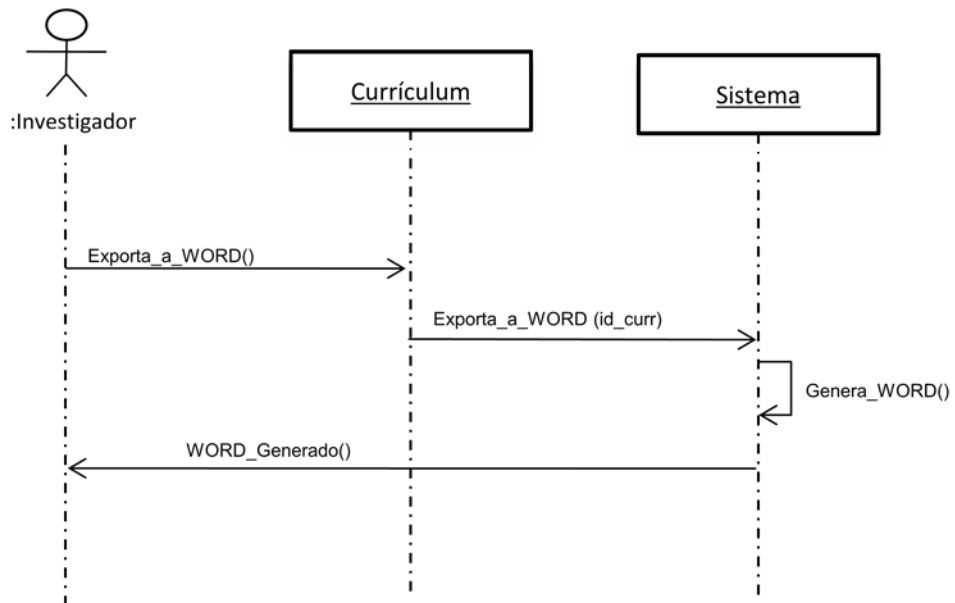 :Investigador
Currículum
Sistema
Exporta_a_WORD()
Exporta_a_WORD (id_curr)
Genera_WORD()
WORD_Generado()